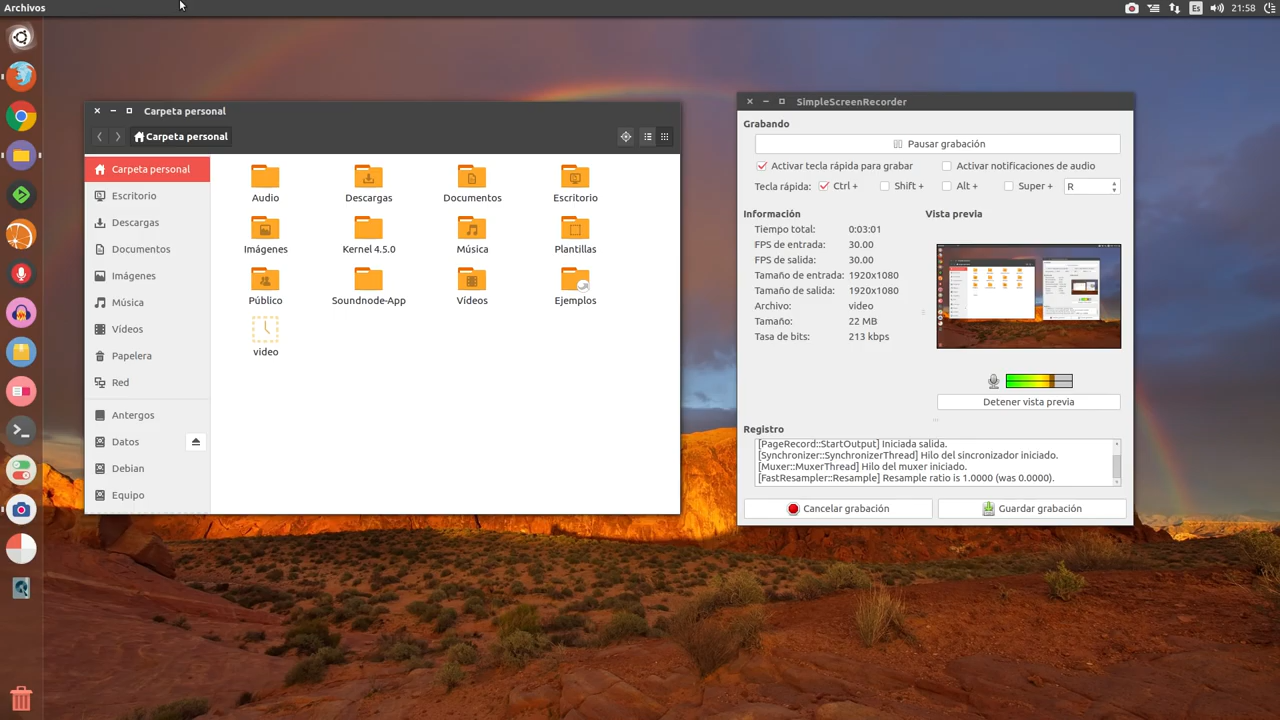 Archivos
Es
21:58
Carpeta personal
Carpeta personal
Carpeta personal
Escritorio
Descargas
Documentos
Imágenes
Música
Vídeos
Papelera
Red
Antergos
Datos
Debian
Equipo
Audio
Descargas
Documentos
Escritorio
Imágenes
Kernel 4.5.0
Música
Plantillas
Público
Soundnode-App
Vídeos
Ejemplos
video
SimpleScreenRecorder
Grabando
Pausar grabación
Activar tecla rápida para grabar
Activar notificaciones de audio
Tecla rápida: Ctrl + Shift + Alt + Super + R
Información
Tiempo total: 0:03:01
FPS de entrada: 30.00
FPS de salida: 30.00
Tamaño de entrada: 1920x1080
Tamaño de salida: 1920x1080
Archivo: video
Tamaño: 22 MB
Tasa de bits: 213 kbps
Vista previa
Detener vista previa
Registro
[PageRecord::StartOutput] Iniciada salida.
[Synchronizer::SynchronizerThread] Hilo del sincronizador iniciado.
[Muxer::MuxerThread] Hilo del muxer iniciado.
[FastResampler::Resample] Resample ratio is 1.0000 (was 0.0000).
Cancelar grabación
Guardar grabación